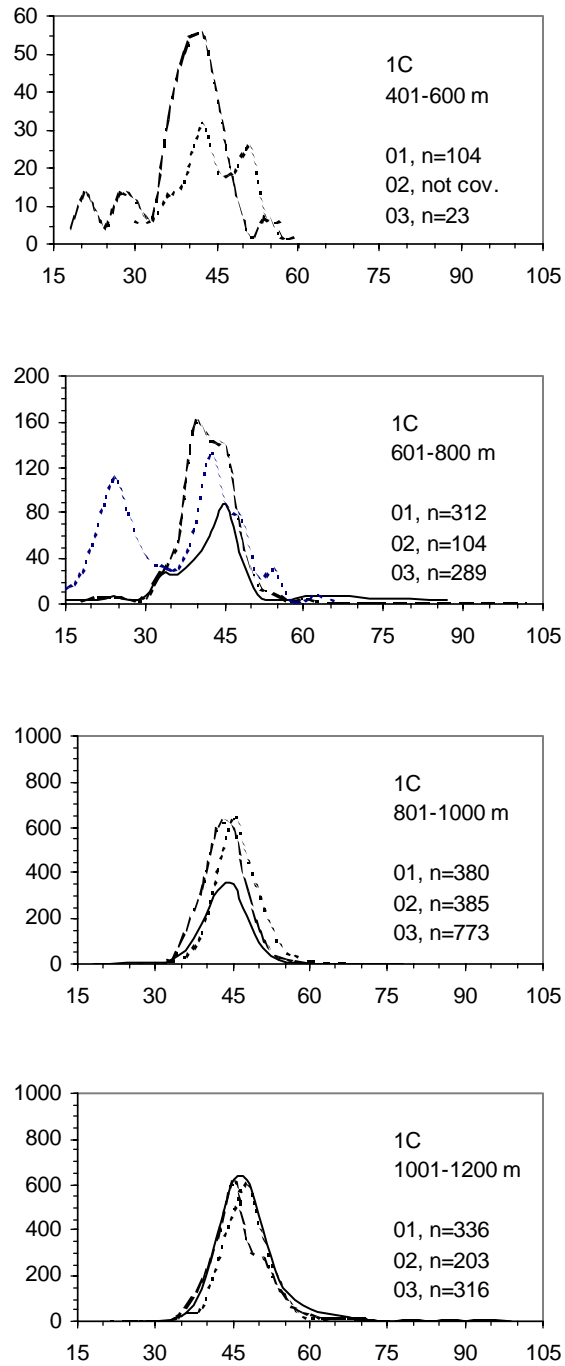 60
50
40
30
20
10
0
15 30 45 60 75 90 105
1C
401-600 m
01, n=104
02, not cov.
03, n=23
200
160
120
80
40
0
15 30 45 60 75 90 105
1C
601-800 m
01, n=312
02, n=104
03, n=289
1000
800
600
400
200
0
15 30 45 60 75 90 105
1C
801-1000 m
01, n=380
02, n=385
03, n=773
1000
800
600
400
200
0
15 30 45 60 75 90 105
1C
1001-1200 m
01, n=336
02, n=203
03, n=316